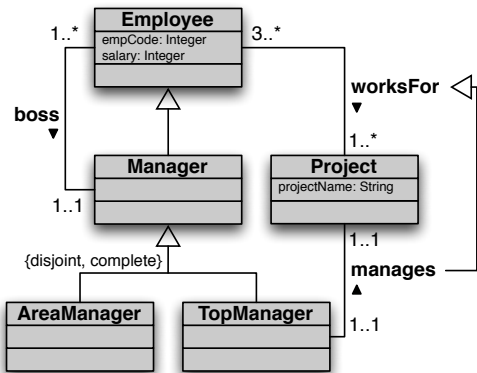 Employee
1..*
empCode: Integer
3..*
salary: Integer
worksFor
▼
boss
▼
1..*
Manager
Project
projectName: String
1..1
1..1
{disjoint, complete}
manages
▲
AreaManager
TopManager
1..1